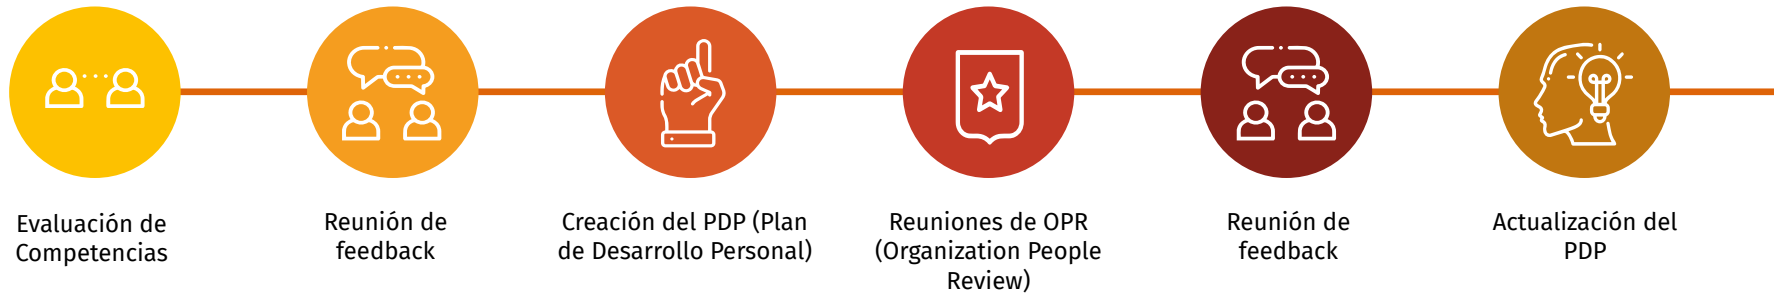 Evaluación de
Competencias
Reunión de
feedback
Creación del PDP (Plan
de Desarrollo Personal)
Reuniones de OPR
(Organization People
Review)
Reunión de
feedback
Actualización del
PDP